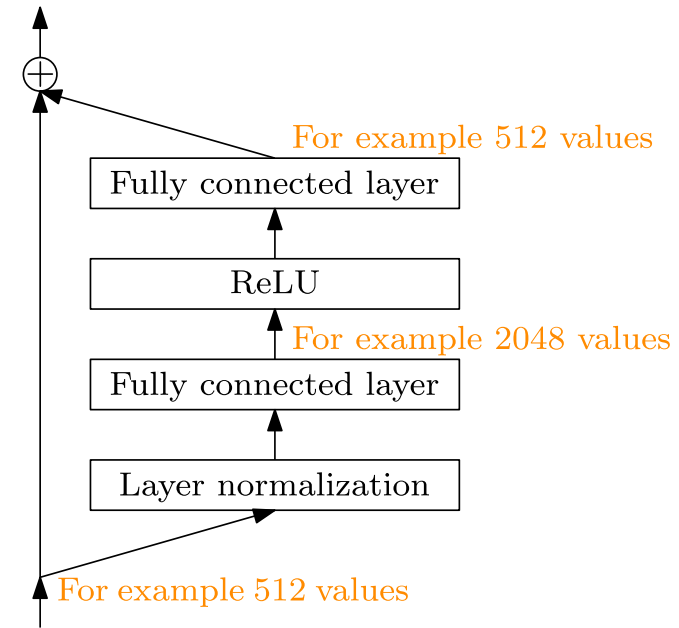 For example 512 values
Fully connected layer
ReLU
For example 2048 values
Fully connected layer
Layer normalization
For example 512 values